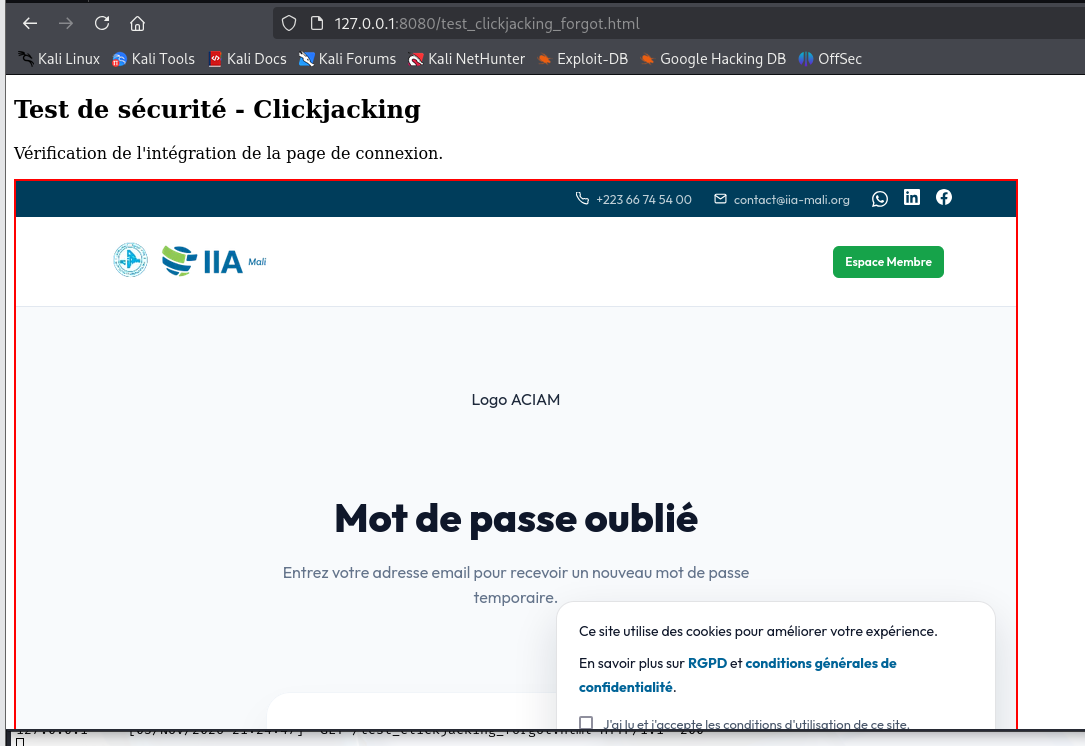 127.0.0.1:8080/test_clickjacking_forgot.html
Kali Linux Kali Tools Kali Docs Kali Forums Kali NetHunter Exploit-DB Google Hacking DB OffSec
Test de sécurité - Clickjacking
Vérification de l'intégration de la page de connexion.
+223 66 74 54 00 contact@iia-mali.org
IIA Mali
Espace Membre
Logo ACIAM
Mot de passe oublié
Entrez votre adresse email pour recevoir un nouveau mot de passe
temporaire.
Ce site utilise des cookies pour améliorer votre expérience.
En savoir plus sur RGPD et conditions générales de
confidentialité.
J'ai lu et j'accepte les conditions d'utilisation de ce site.